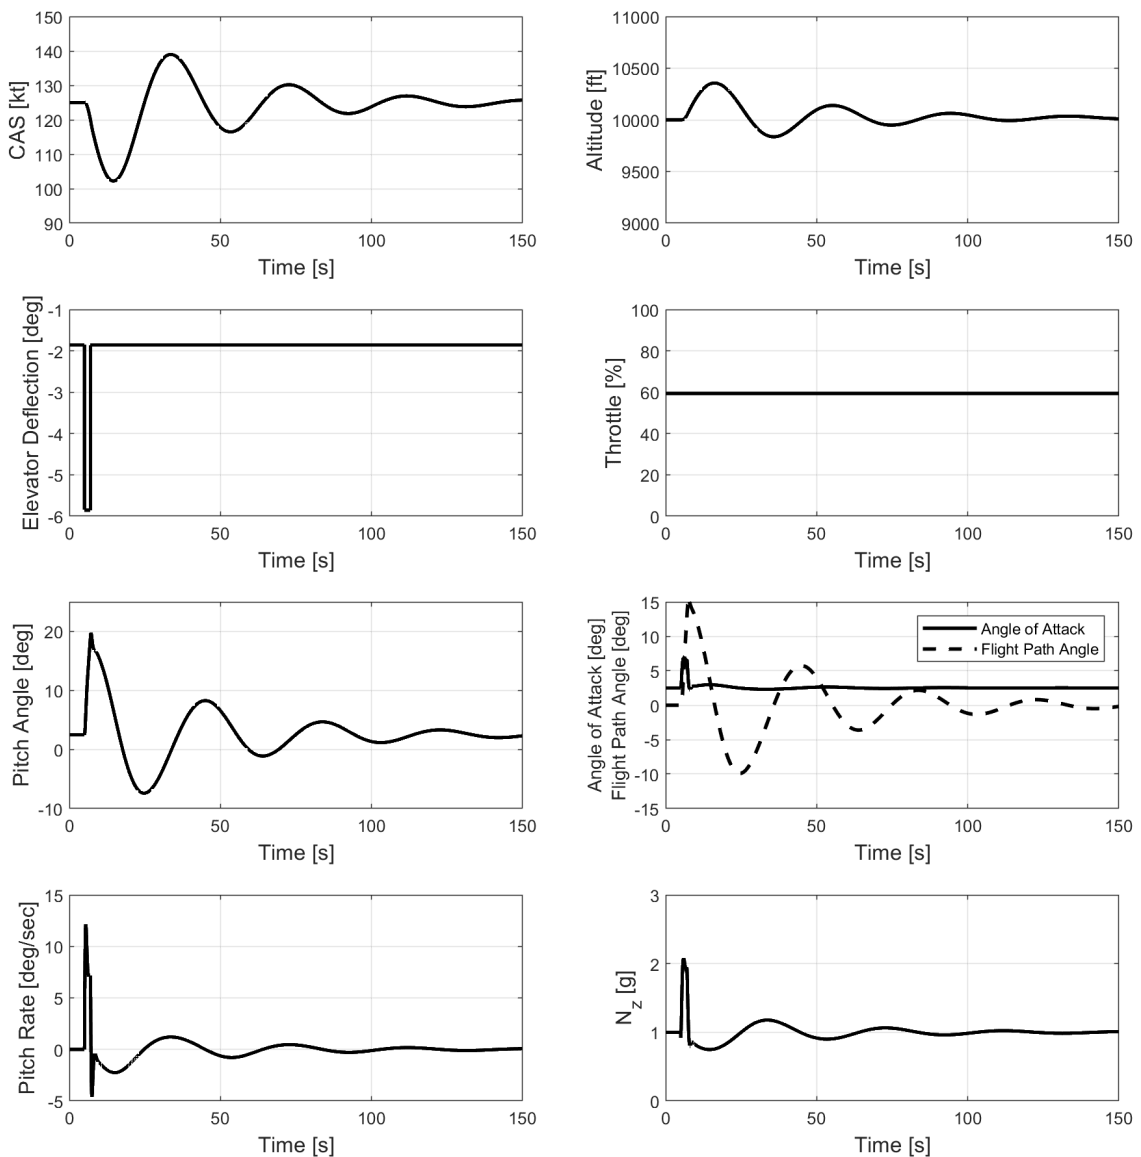 150
140
130
120
110
100
90
CAS [kt]
0 50 100 150
Time [s]
11000
10500
10000
9500
9000
Altitude [ft]
0 50 100 150
Time [s]
-1
-2
-3
-4
-5
-6
Elevator Deflection [deg]
0 50 100 150
Time [s]
100
80
60
40
20
0
Throttle [%]
0 50 100 150
Time [s]
20
10
0
-10
Pitch Angle [deg]
0 50 100 150
Time [s]
15
10
5
0
-5
-10
-15
Angle of Attack [deg]
Flight Path Angle [deg]
Angle of Attack
Flight Path Angle
0 50 100 150
Time [s]
15
10
5
0
-5
Pitch Rate [deg/sec]
0 50 100 150
Time [s]
3
2
1
0
Nz [g]
0 50 100 150
Time [s]